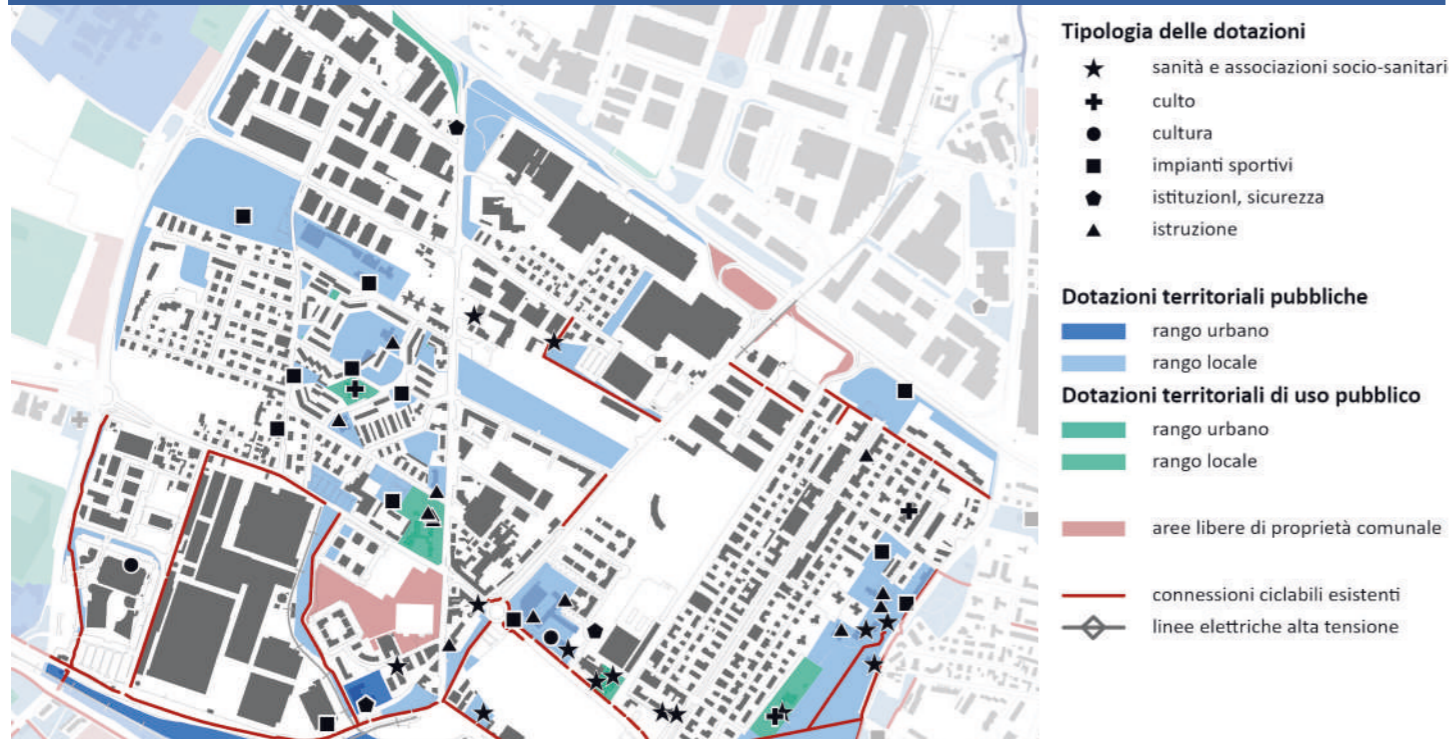 Tipologia delle dotazioni
sanità e associazioni socio-sanitari
culto
cultura
impianti sportivi
istituzionI, sicurezza
istruzione
Dotazioni territoriali pubbliche
rango urbano
rango locale
Dotazioni territoriali di uso pubblico
rango urbano
rango locale
aree libere di proprietà comunale
connessioni ciclabili esistenti
linee elettriche alta tensione